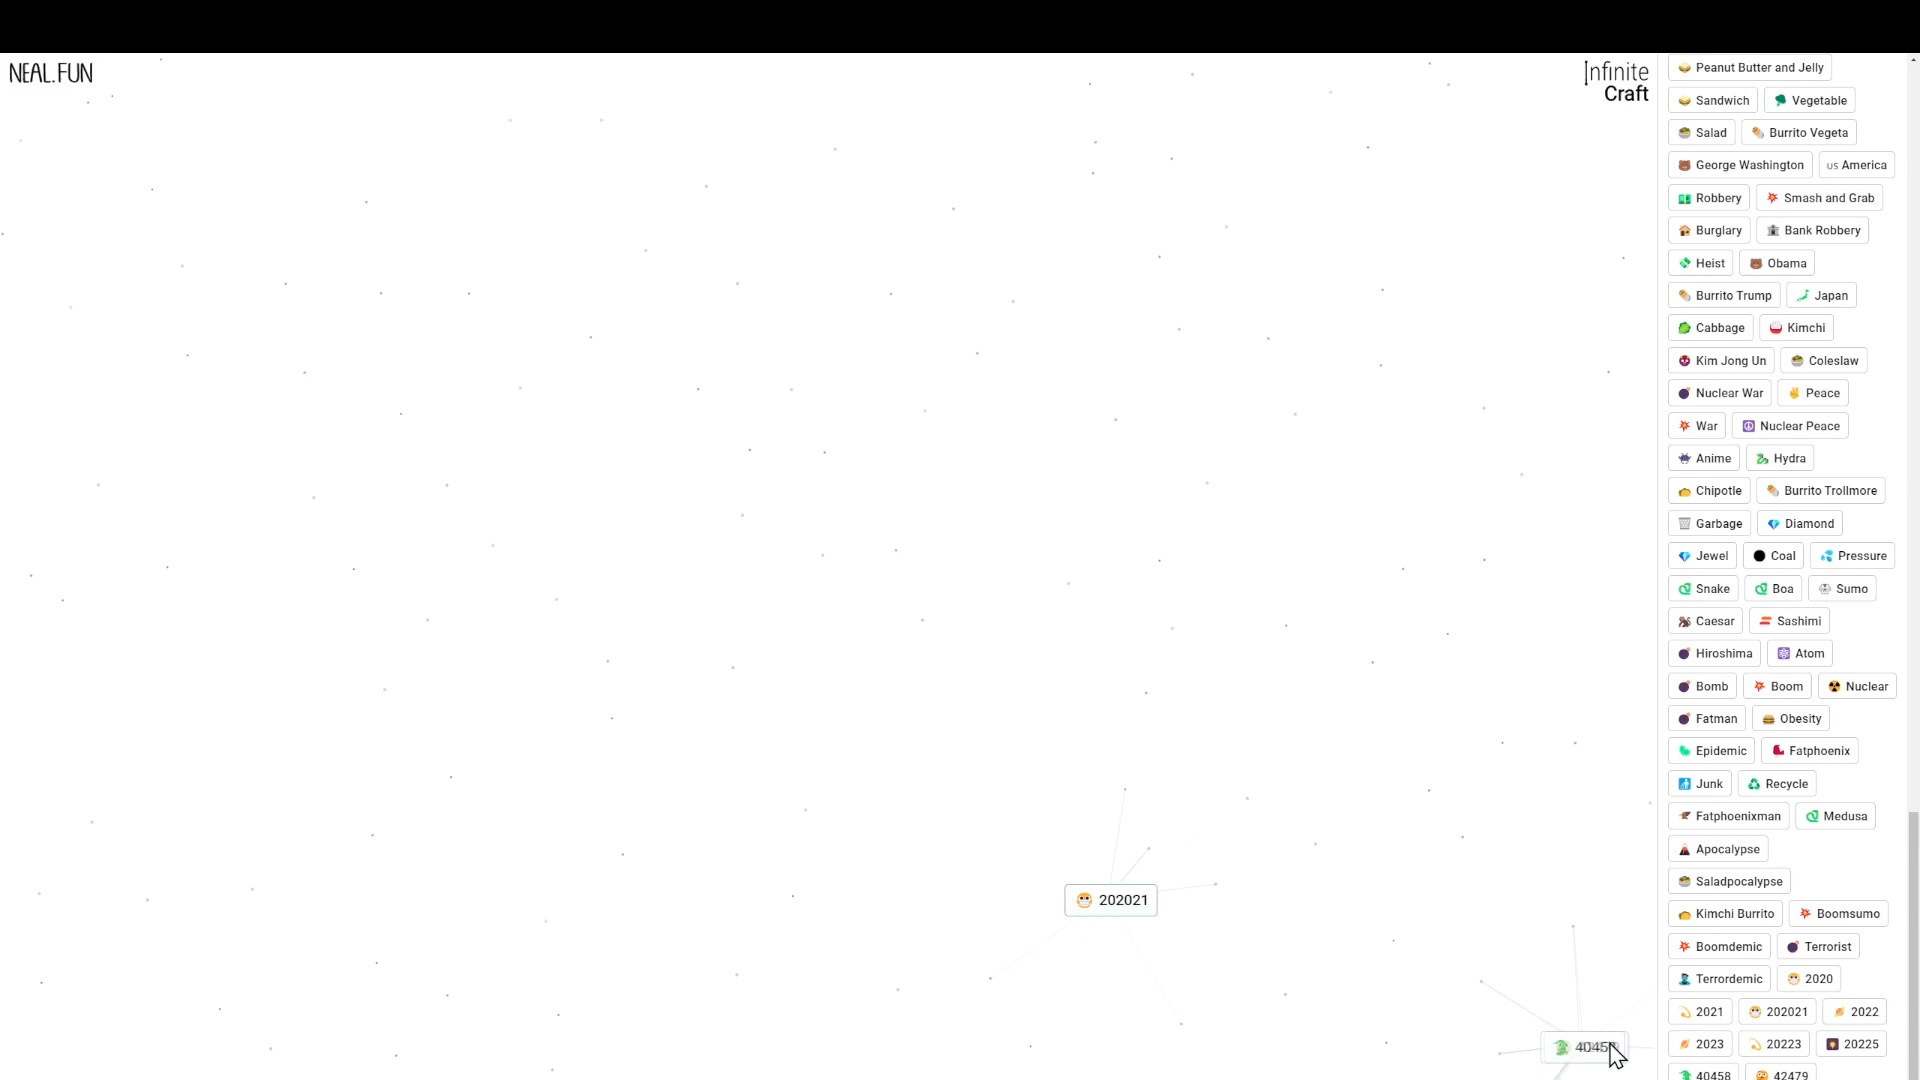 NEAL.FUN
Infinite
Craft
Peanut Butter and Jelly
Sandwich Vegetable
Salad Burrito Vegeta
George Washington US America
Robbery Smash and Grab
Burglary Bank Robbery
Heist Obama
Burrito Trump Japan
Cabbage Kimchi
Kim Jong Un Coleslaw
Nuclear War Peace
War Nuclear Peace
Anime Hydra
Chipotle Burrito Trollmore
Garbage Diamond
Jewel Coal Pressure
Snake Boa Sumo
Caesar Sashimi
Hiroshima Atom
Bomb Boom Nuclear
Fatman Obesity
Epidemic Fatphoenix
Junk Recycle
Fatphoenixman Medusa
Apocalypse
Saladpocalypse
Kimchi Burrito Boomsumo
Boomdemic Terrorist
Terrordemic 2020
2021 202021 2022
2023 20223 20225
40458 42479
202021